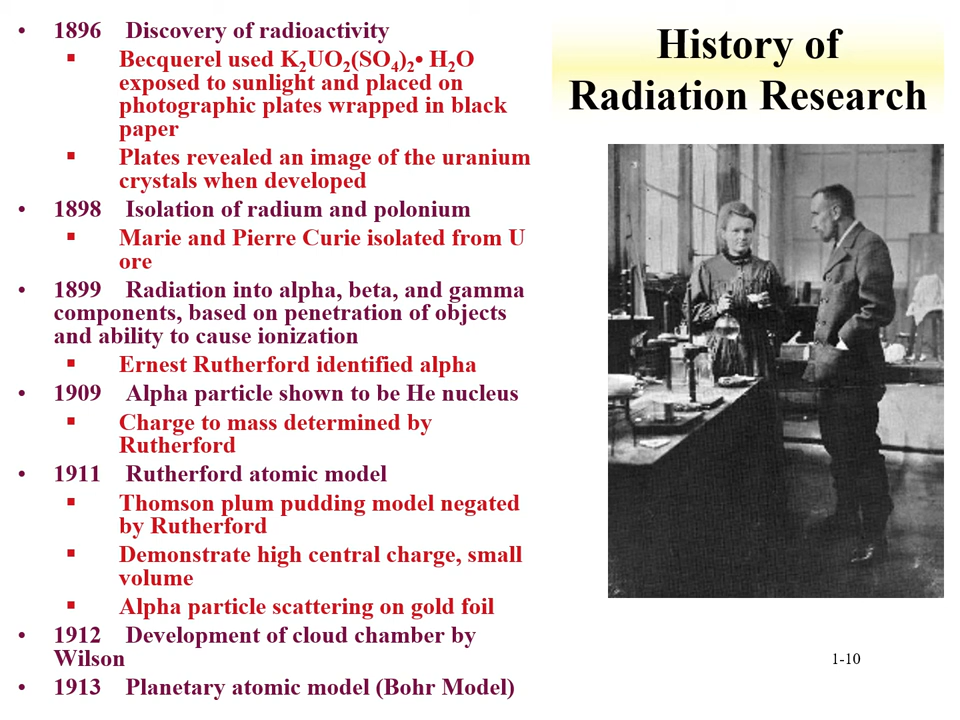 • 1896 Discovery of radioactivity
▪ Becquerel used K₂UO₂(SO₄)₂• H₂O
exposed to sunlight and placed on
photographic plates wrapped in black
paper
▪ Plates revealed an image of the uranium
crystals when developed
• 1898 Isolation of radium and polonium
▪ Marie and Pierre Curie isolated from U
ore
• 1899 Radiation into alpha, beta, and gamma
components, based on penetration of objects
and ability to cause ionization
▪ Ernest Rutherford identified alpha
• 1909 Alpha particle shown to be He nucleus
▪ Charge to mass determined by
Rutherford
• 1911 Rutherford atomic model
▪ Thomson plum pudding model negated
by Rutherford
▪ Demonstrate high central charge, small
volume
▪ Alpha particle scattering on gold foil
• 1912 Development of cloud chamber by
Wilson
• 1913 Planetary atomic model (Bohr Model)
History of
Radiation Research
1-10